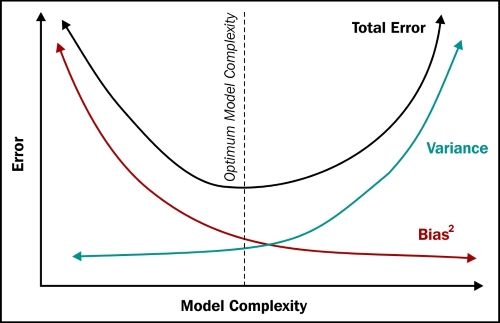 Total Error
Optimum Model Complexity
Variance
Error
Bias²
Model Complexity